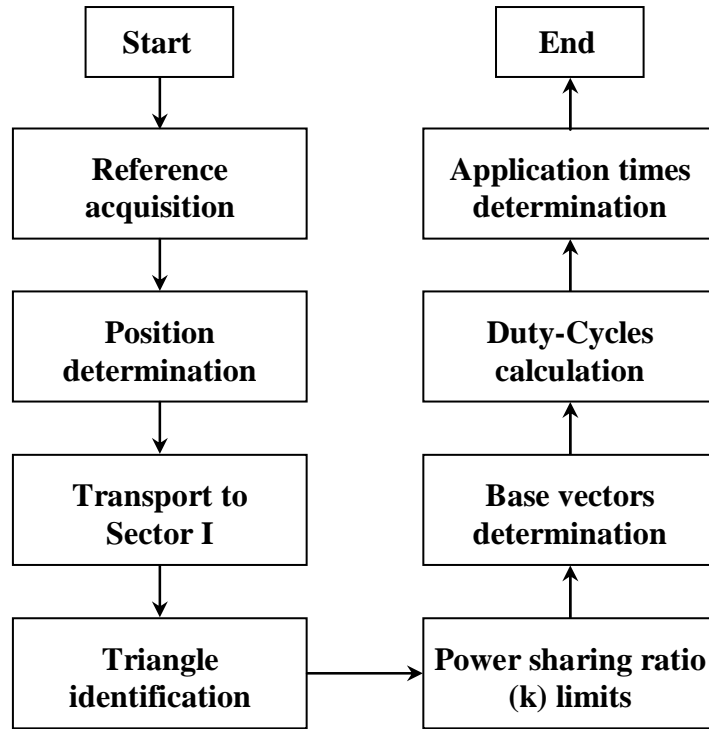 Start
Reference
acquisition
Position
determination
Transport to
Sector I
Triangle
identification
Power sharing ratio
(k) limits
Base vectors
determination
Duty-Cycles
calculation
Application times
determination
End